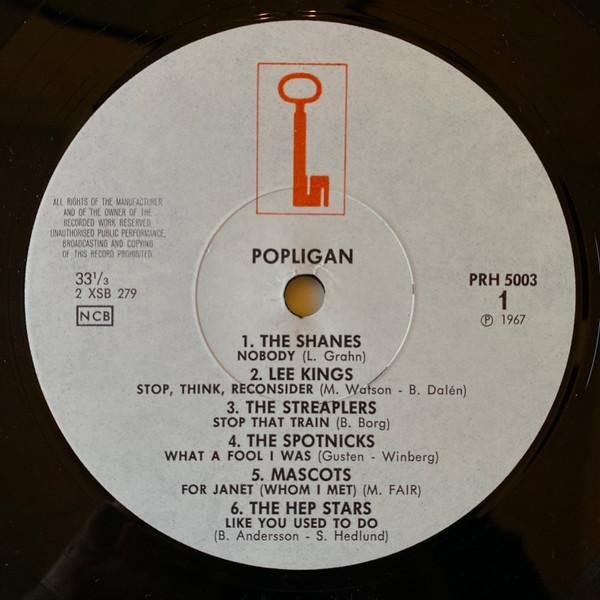 ALL RIGHTS OF THE MANUFACTURER
AND OF THE OWNER OF THE
RECORDED WORK RESERVED
UNAUTHORISED PUBLIC PERFORMANCE,
BROADCASTING AND COPYING
OF THIS RECORD PROHIBITED.
POPLIGAN
33 1/3
2 XSB 279
NCB
PRH 5003
1
℗ 1967
1. THE SHANES
NOBODY (L. Grahn)
2. LEE KINGS
STOP, THINK, RECONSIDER (M. Watson - B. Dalén)
3. THE STREAPLERS
STOP THAT TRAIN (B. Borg)
4. THE SPOTNICKS
WHAT A FOOL I WAS (Gusten - Winberg)
5. MASCOTS
FOR JANET (WHOM I MET) (M. FAIR)
6. THE HEP STARS
LIKE YOU USED TO DO
(B. Andersson - S. Hedlund)